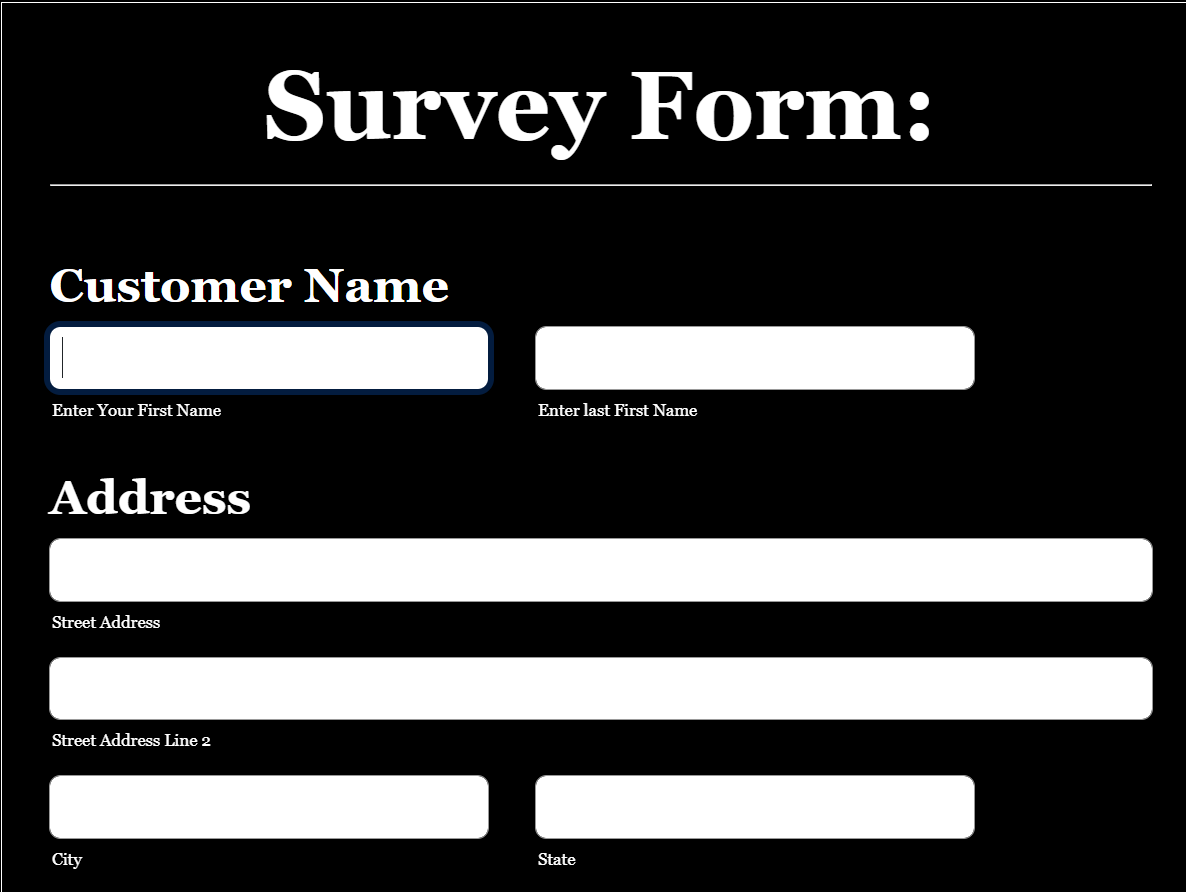 Survey Form:
Customer Name
Enter Your First Name
Enter last First Name
Address
Street Address
Street Address Line 2
City
State